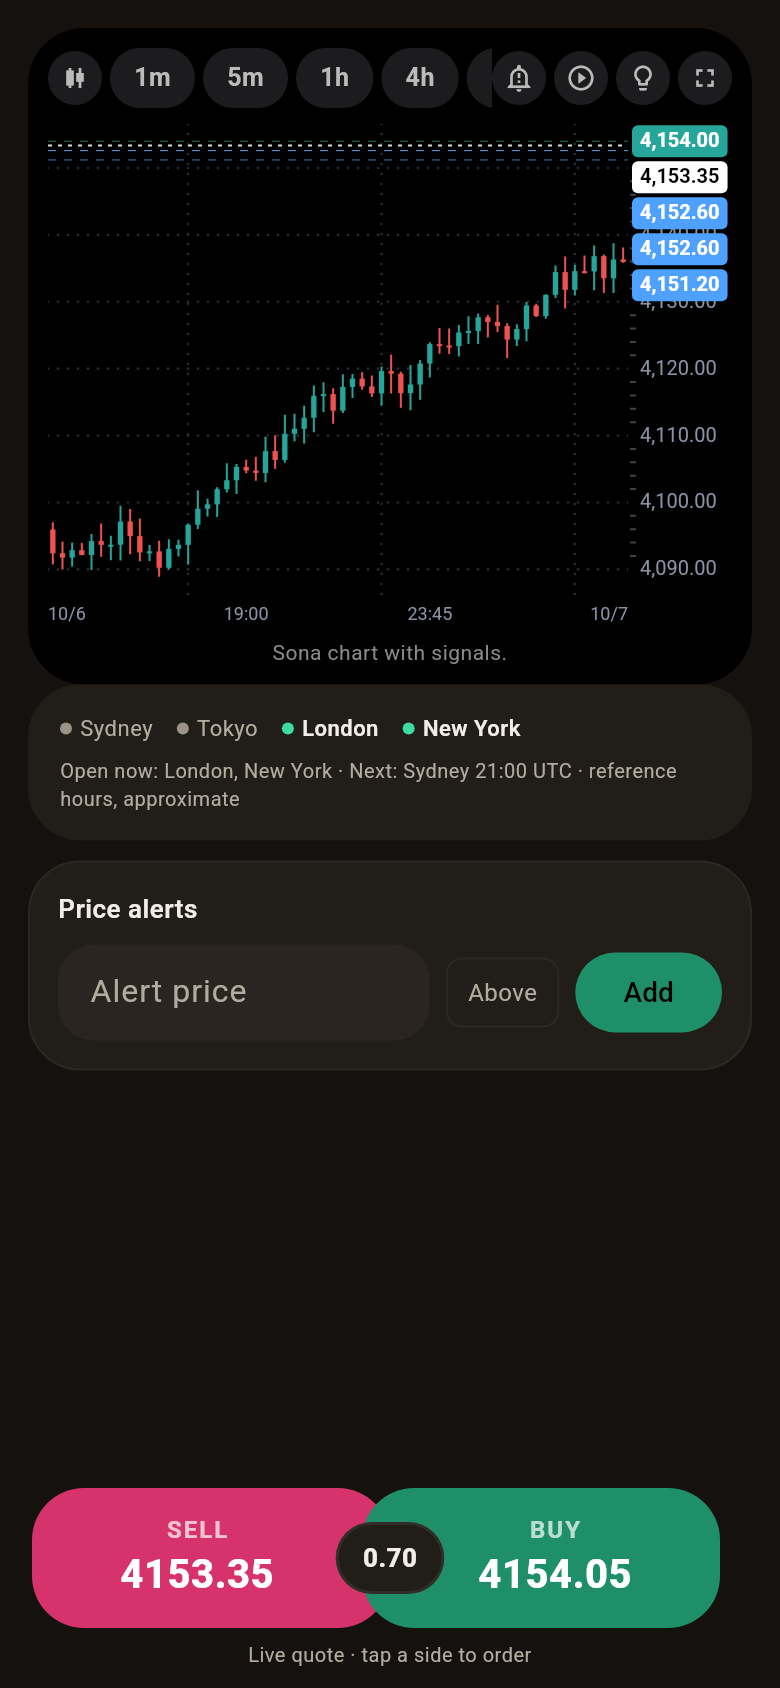 1m 5m 1h 4h
4,154.00
4,153.35
4,152.60
4,152.60
4,151.20
4,130.00
4,120.00
4,110.00
4,100.00
4,090.00
10/6 19:00 23:45 10/7
Sona chart with signals.
Sydney Tokyo London New York
Open now: London, New York · Next: Sydney 21:00 UTC · reference
hours, approximate
Price alerts
Alert price Above Add
SELL BUY
4153.35 0.70 4154.05
Live quote · tap a side to order